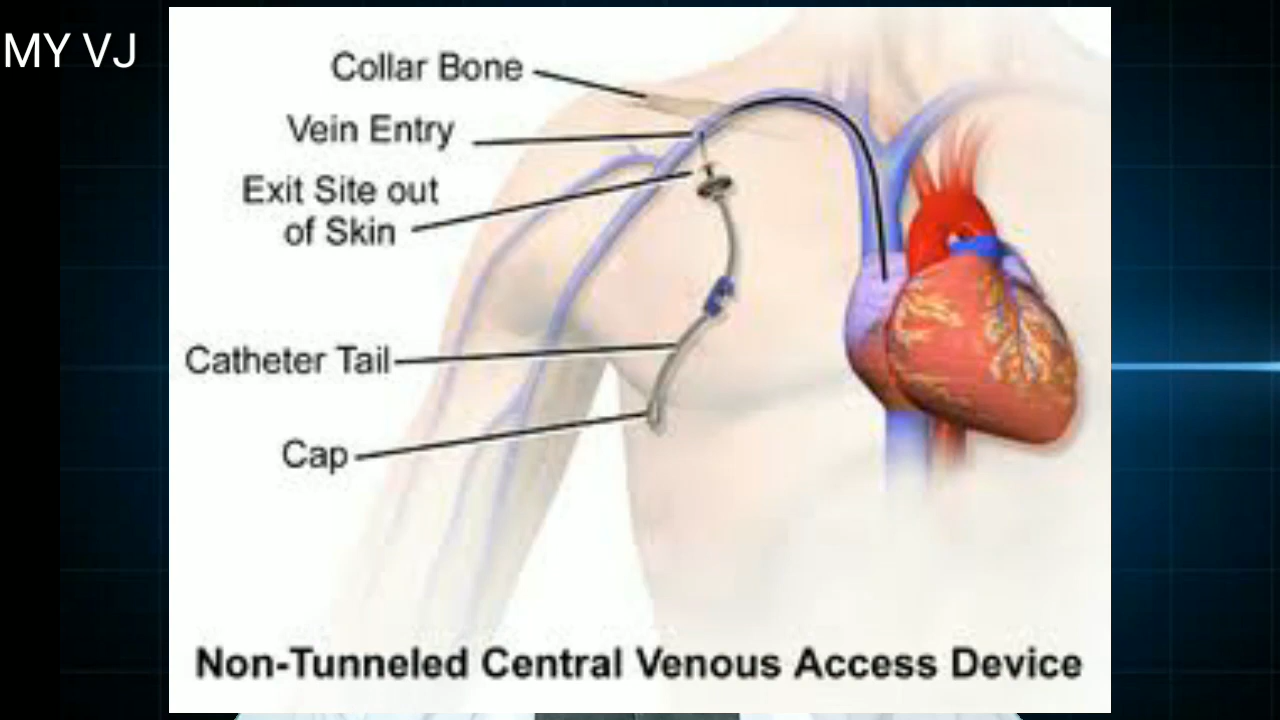 MY VJ
Collar Bone
Vein Entry
Exit Site out
of Skin
Catheter Tail
Cap
Non-Tunneled Central Venous Access Device